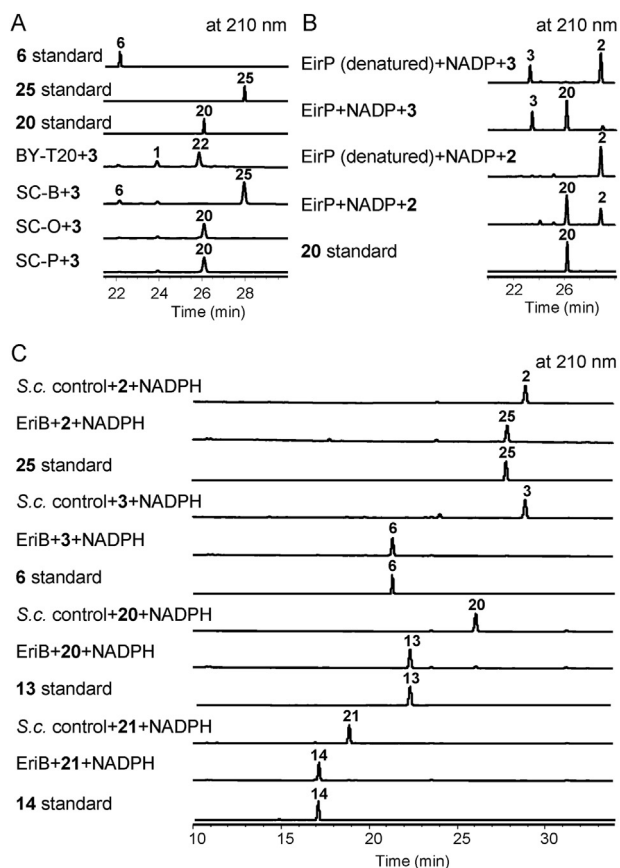 A
at 210 nm
6 standard
6
25 standard
25
20 standard
20
BY-T20+3
1
22
SC-B+3
6
25
SC-O+3
20
SC-P+3
20
22 24 26 28
Time (min)
B
at 210 nm
EirP (denatured)+NADP+3
3
2
EirP+NADP+3
3
20
EirP (denatured)+NADP+2
2
EirP+NADP+2
20
2
20 standard
20
22 26
Time (min)
C
at 210 nm
S.c. control+2+NADPH
2
EriB+2+NADPH
25
25 standard
25
S.c. control+3+NADPH
3
EriB+3+NADPH
6
6 standard
6
S.c. control+20+NADPH
20
EriB+20+NADPH
13
13 standard
13
S.c. control+21+NADPH
21
EriB+21+NADPH
14
14 standard
14
10 15 20 25 30
Time (min)